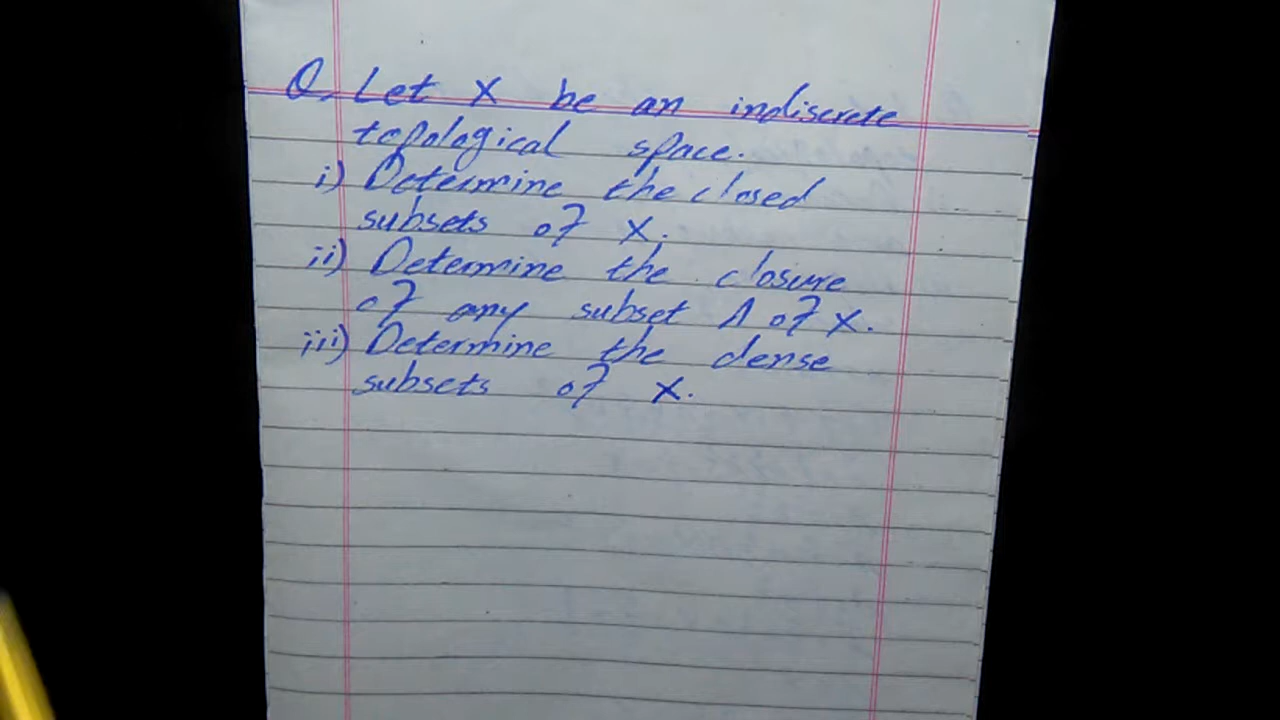 Q. Let X be an indiscrete
topological space.
i) Determine the closed
subsets of X.
ii) Determine the closure
of any subset A of X.
iii) Determine the dense
subsets of X.